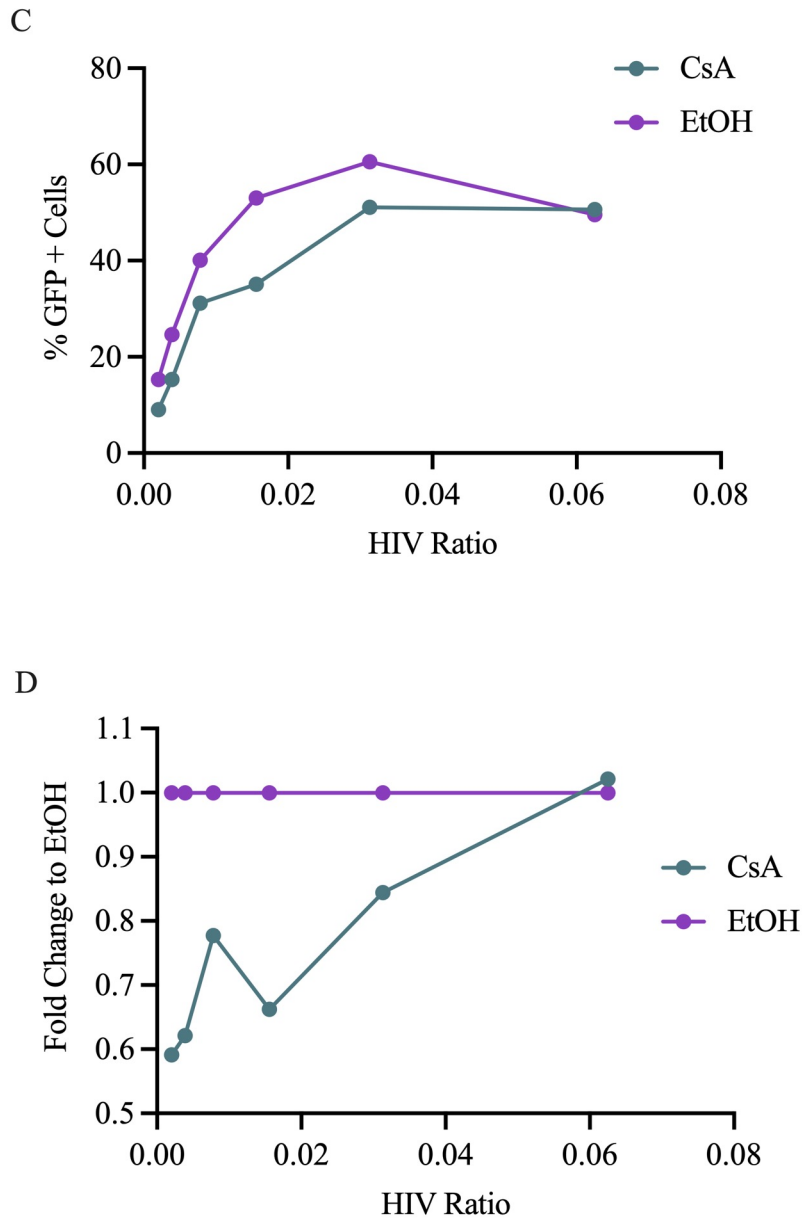 C
80
60
40
20
0
% GFP + Cells
0.00 0.02 0.04 0.06 0.08
HIV Ratio
CsA
EtOH
D
1.1
1.0
0.9
0.8
0.7
0.6
0.5
Fold Change to EtOH
0.00 0.02 0.04 0.06 0.08
HIV Ratio
CsA
EtOH